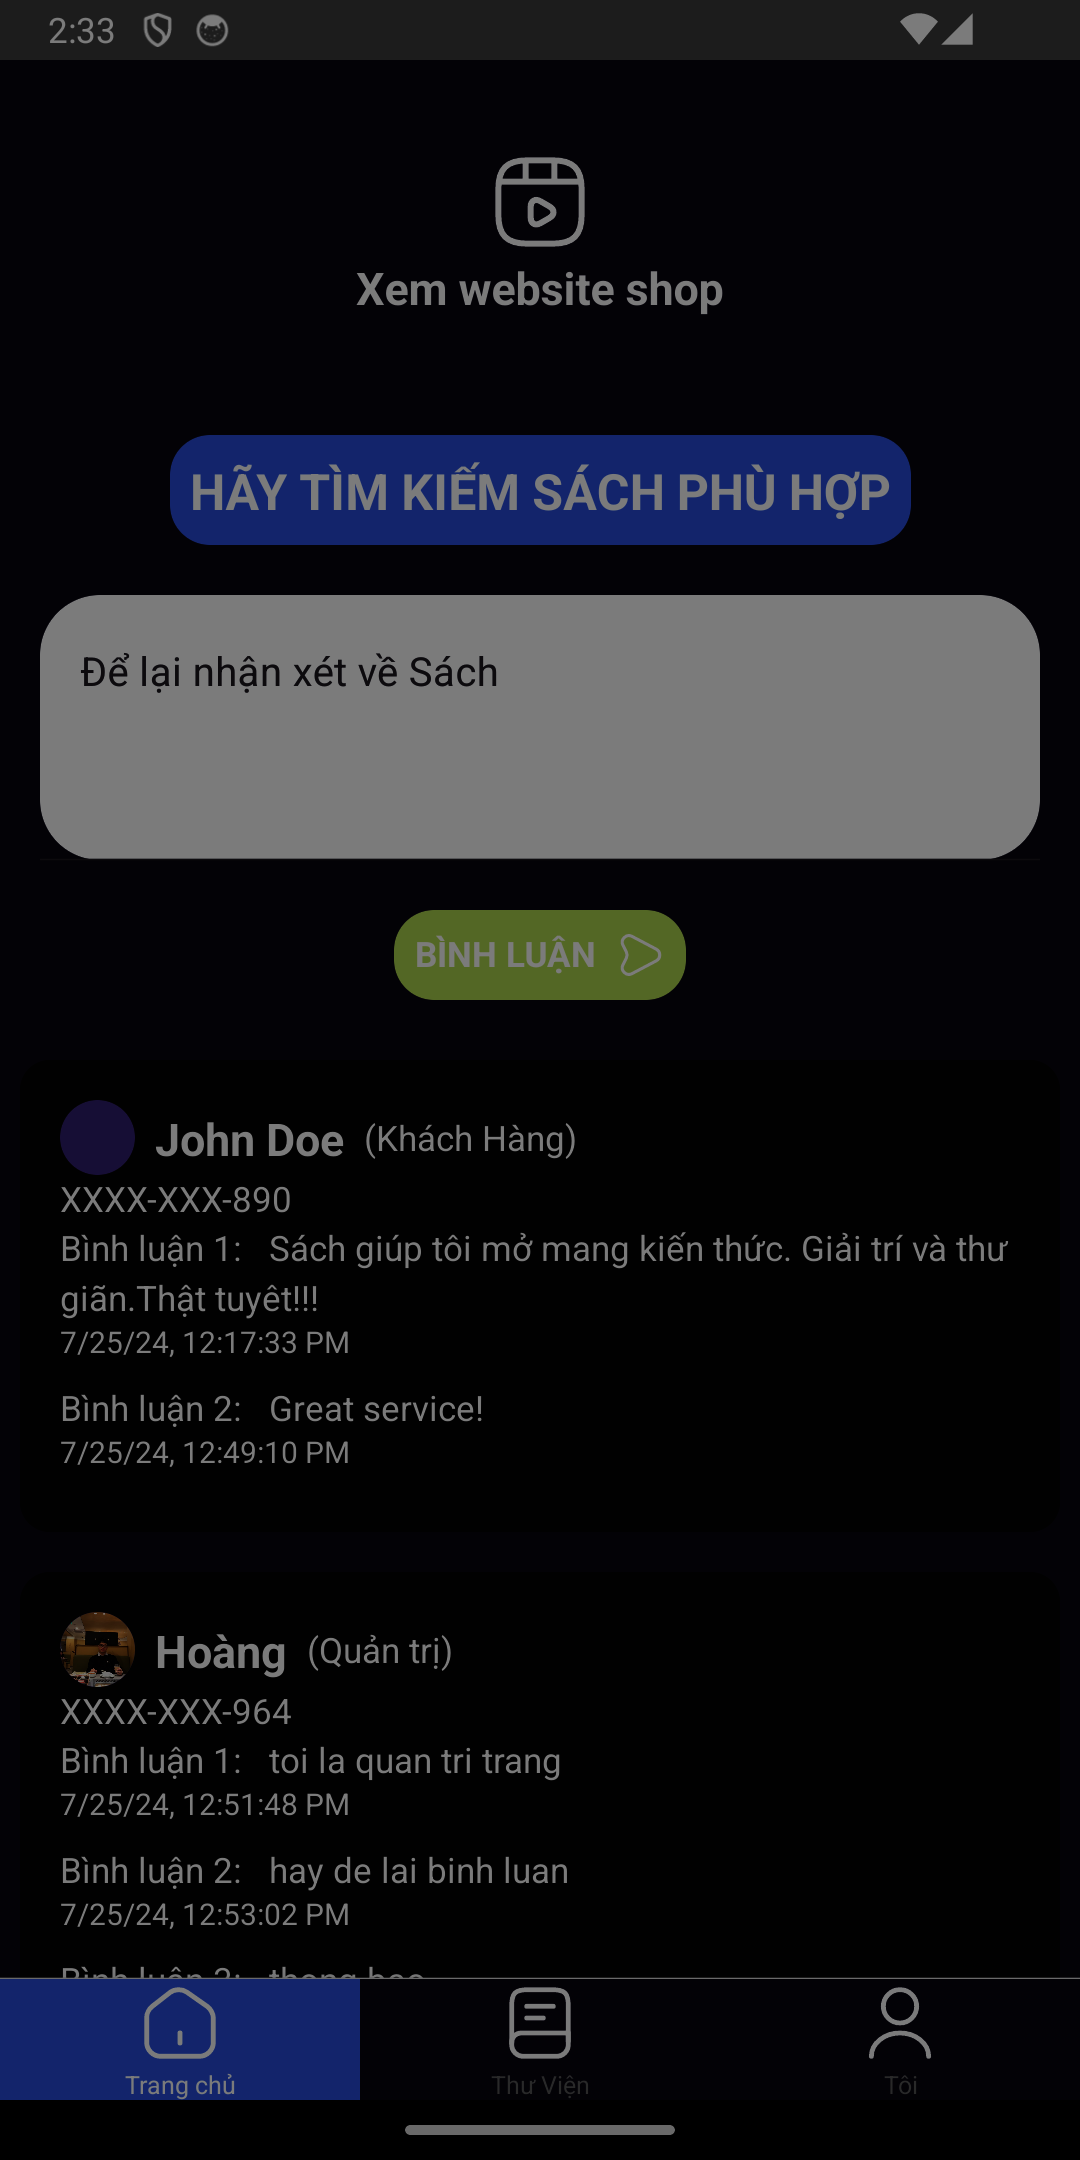 2:33
Xem website shop
HÃY TÌM KIẾM SÁCH PHÙ HỢP
Để lại nhận xét về Sách
BÌNH LUẬN
John Doe (Khách Hàng)
XXXX-XXX-890
Bình luận 1: Sách giúp tôi mở mang kiến thức. Giải trí và thư
giãn.Thật tuyêt!!!
7/25/24, 12:17:33 PM
Bình luận 2: Great service!
7/25/24, 12:49:10 PM
Hoàng (Quản trị)
XXXX-XXX-964
Bình luận 1: toi la quan tri trang
7/25/24, 12:51:48 PM
Bình luận 2: hay de lai binh luan
7/25/24, 12:53:02 PM
Bình luận 3: thong bao
Trang chủ
Thư Viện
Tôi